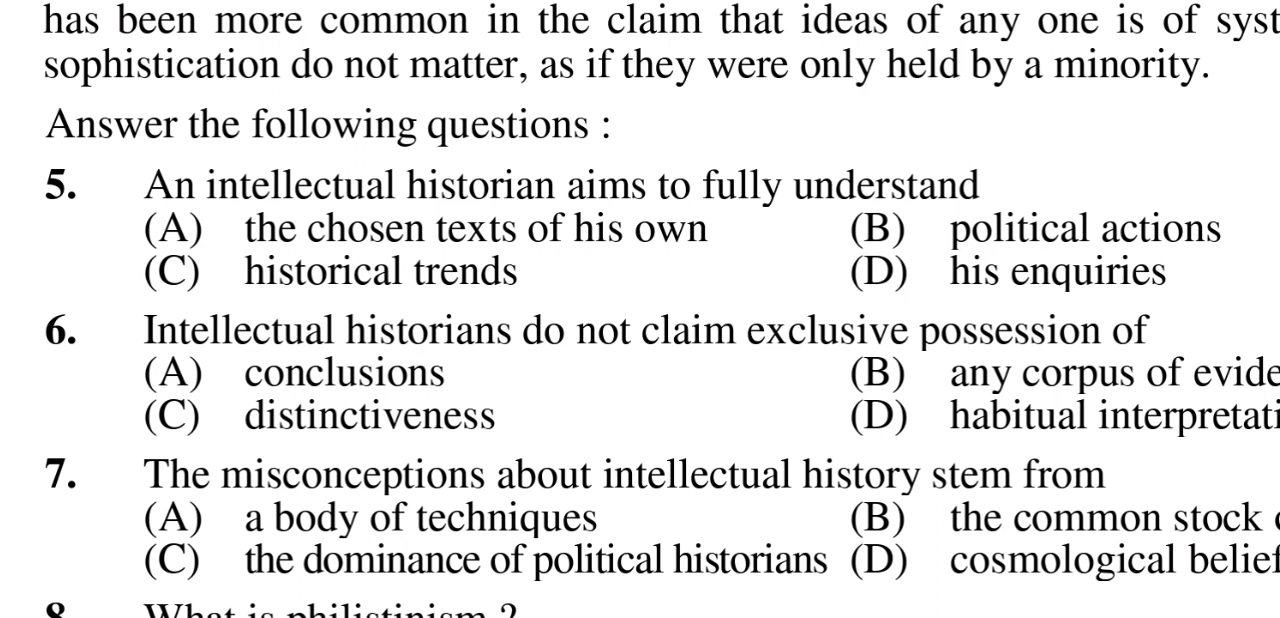 has been more common in the claim that ideas of any one is of syst
sophistication do not matter, as if they were only held by a minority.
Answer the following questions :
5. An intellectual historian aims to fully understand
(A) the chosen texts of his own (B) political actions
(C) historical trends (D) his enquiries
6. Intellectual historians do not claim exclusive possession of
(A) conclusions (B) any corpus of evide
(C) distinctiveness (D) habitual interpretati
7. The misconceptions about intellectual history stem from
(A) a body of techniques (B) the common stock
(C) the dominance of political historians (D) cosmological belief
8. What is philistinism ?